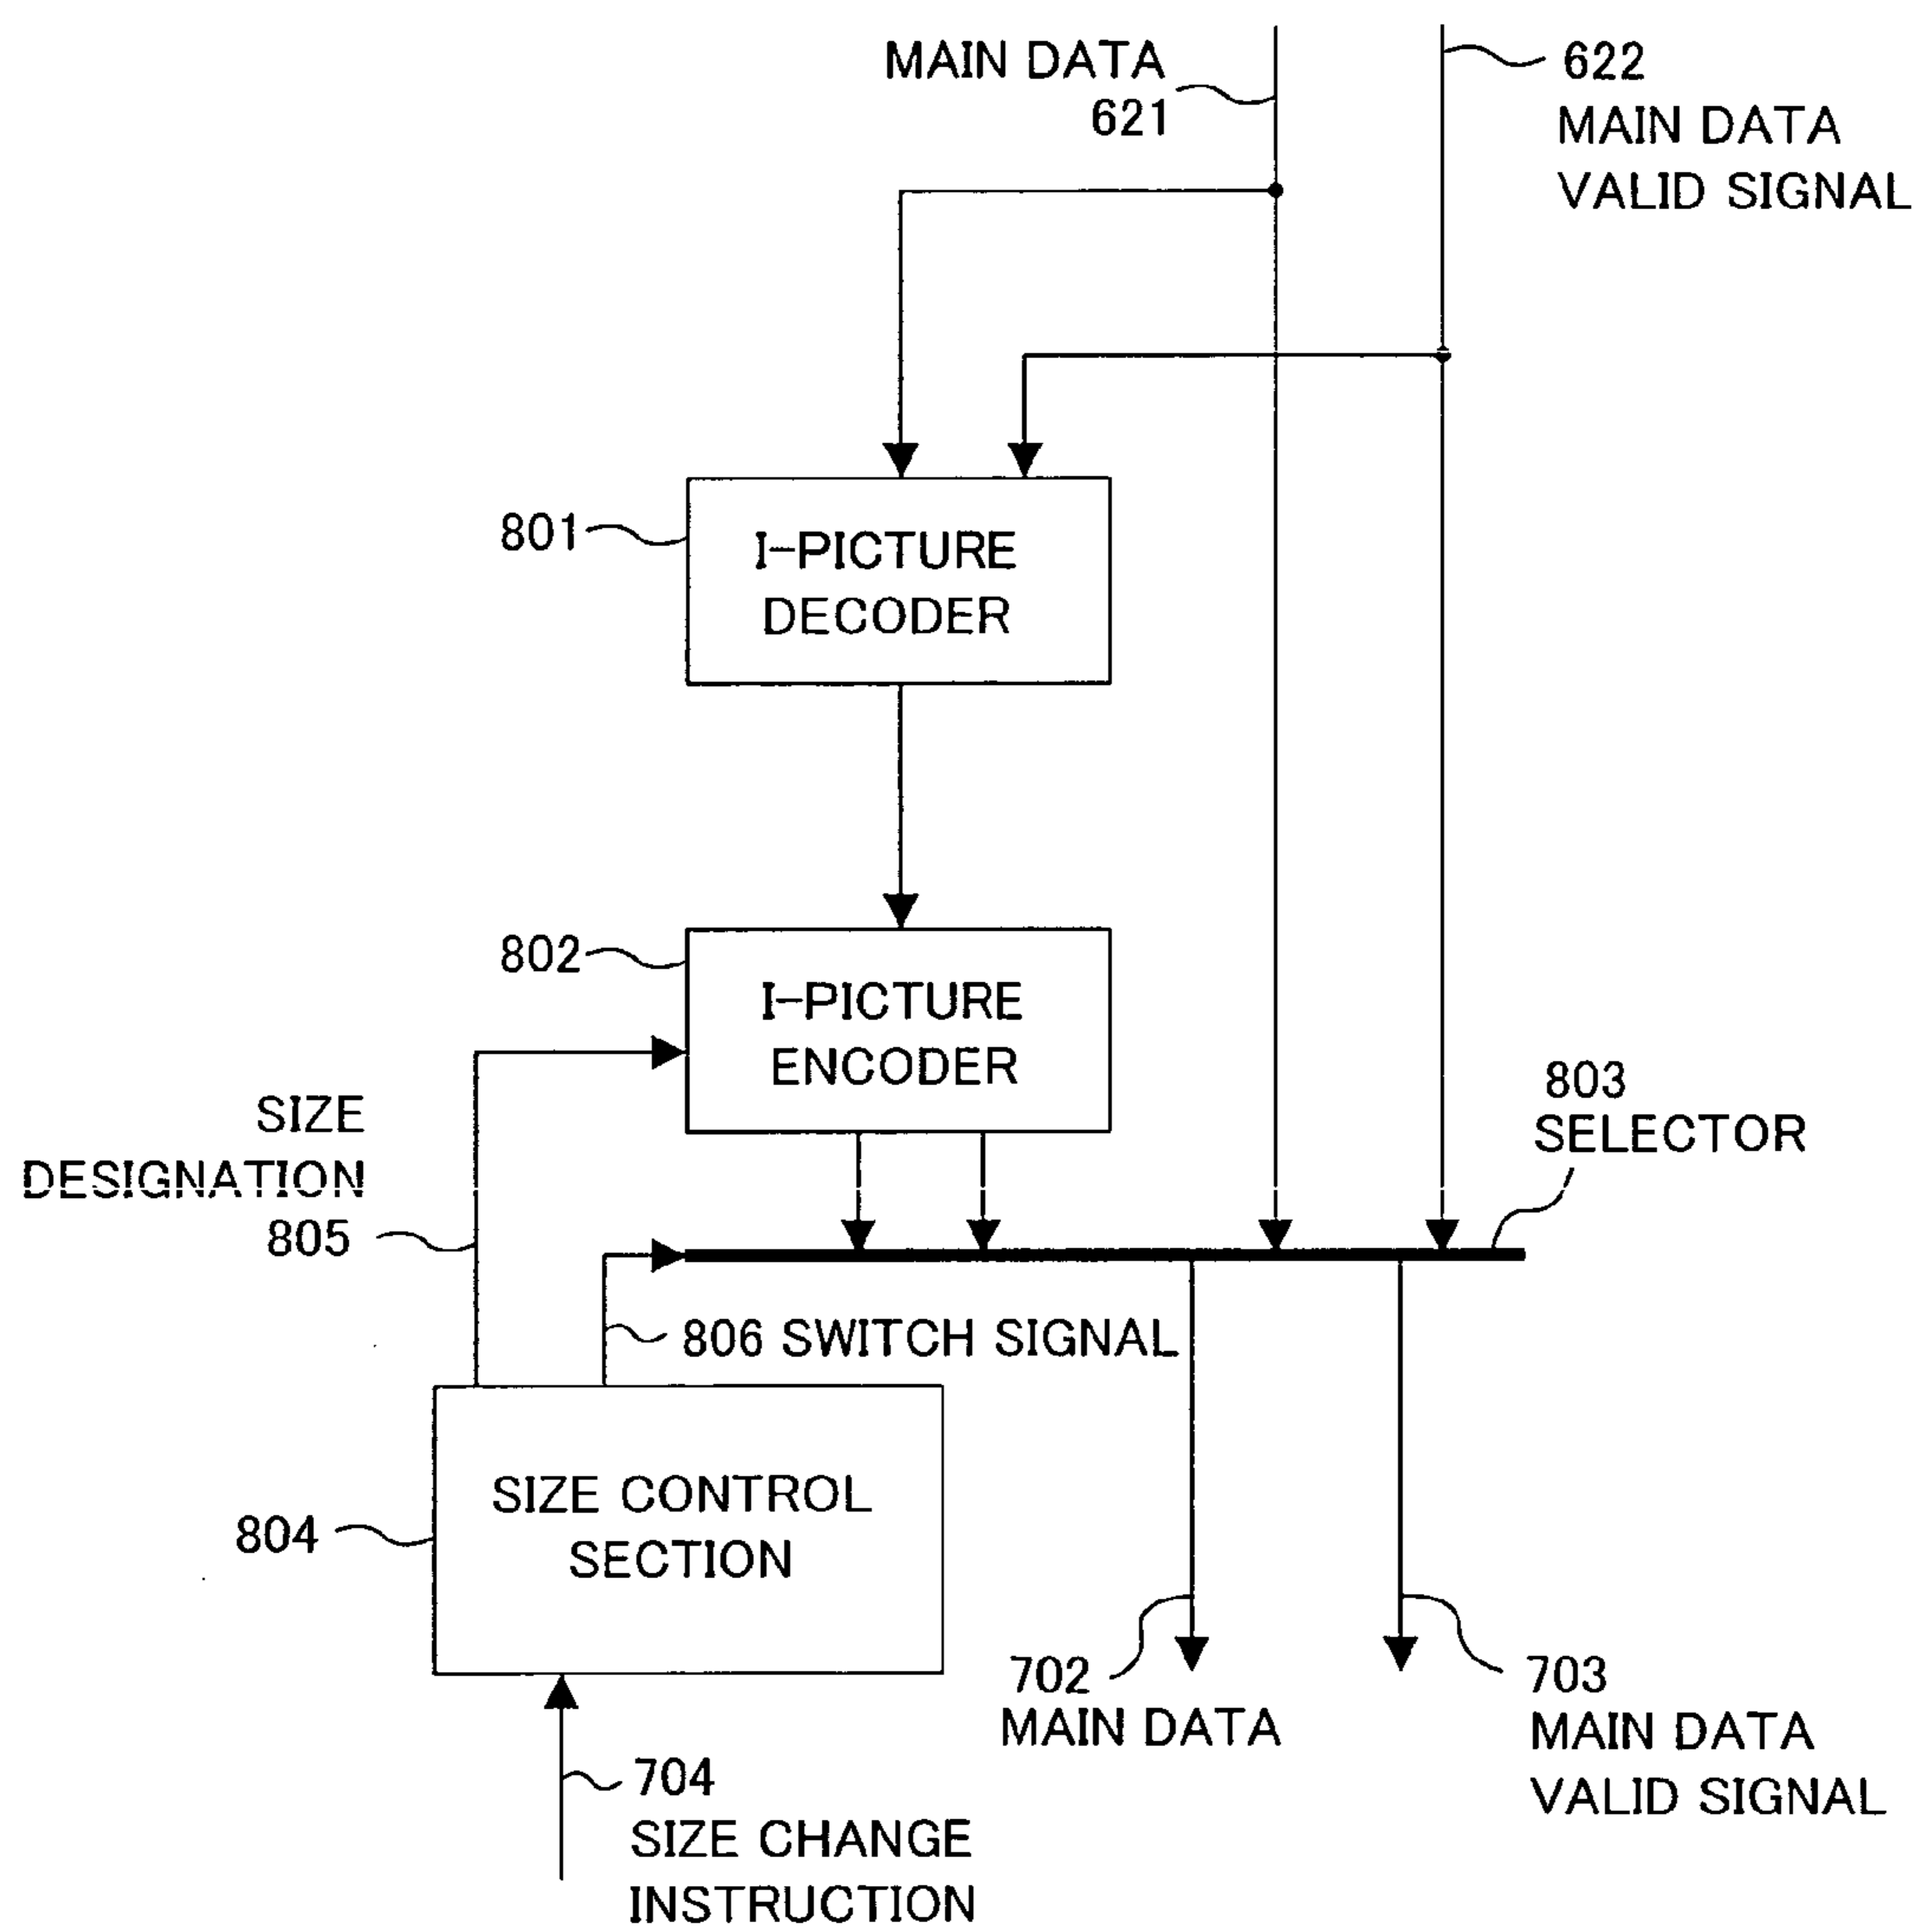 MAIN DATA
621
622
MAIN DATA
VALID SIGNAL
801
I-PICTURE
DECODER
802
I-PICTURE
ENCODER
SIZE
DESIGNATION
805
803
SELECTOR
806 SWITCH SIGNAL
804
SIZE CONTROL
SECTION
702
MAIN DATA
703
MAIN DATA
VALID SIGNAL
704
SIZE CHANGE
INSTRUCTION